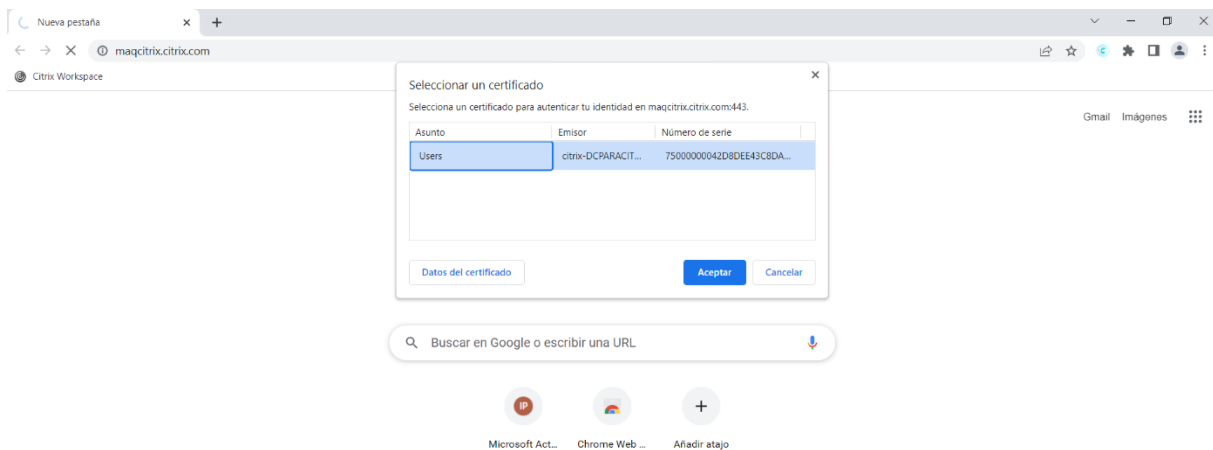 Nueva pestaña
maqcitrix.citrix.com
Citrix Workspace
Seleccionar un certificado
Selecciona un certificado para autenticar tu identidad en maqcitrix.citrix.com:443.
Asunto Emisor Número de serie
Users citrix-DCPARACIT... 75000000042D8DEE43C8DA...
Datos del certificado Aceptar Cancelar
Gmail Imágenes
Buscar en Google o escribir una URL
IP
Microsoft Act... Chrome Web ... Añadir atajo